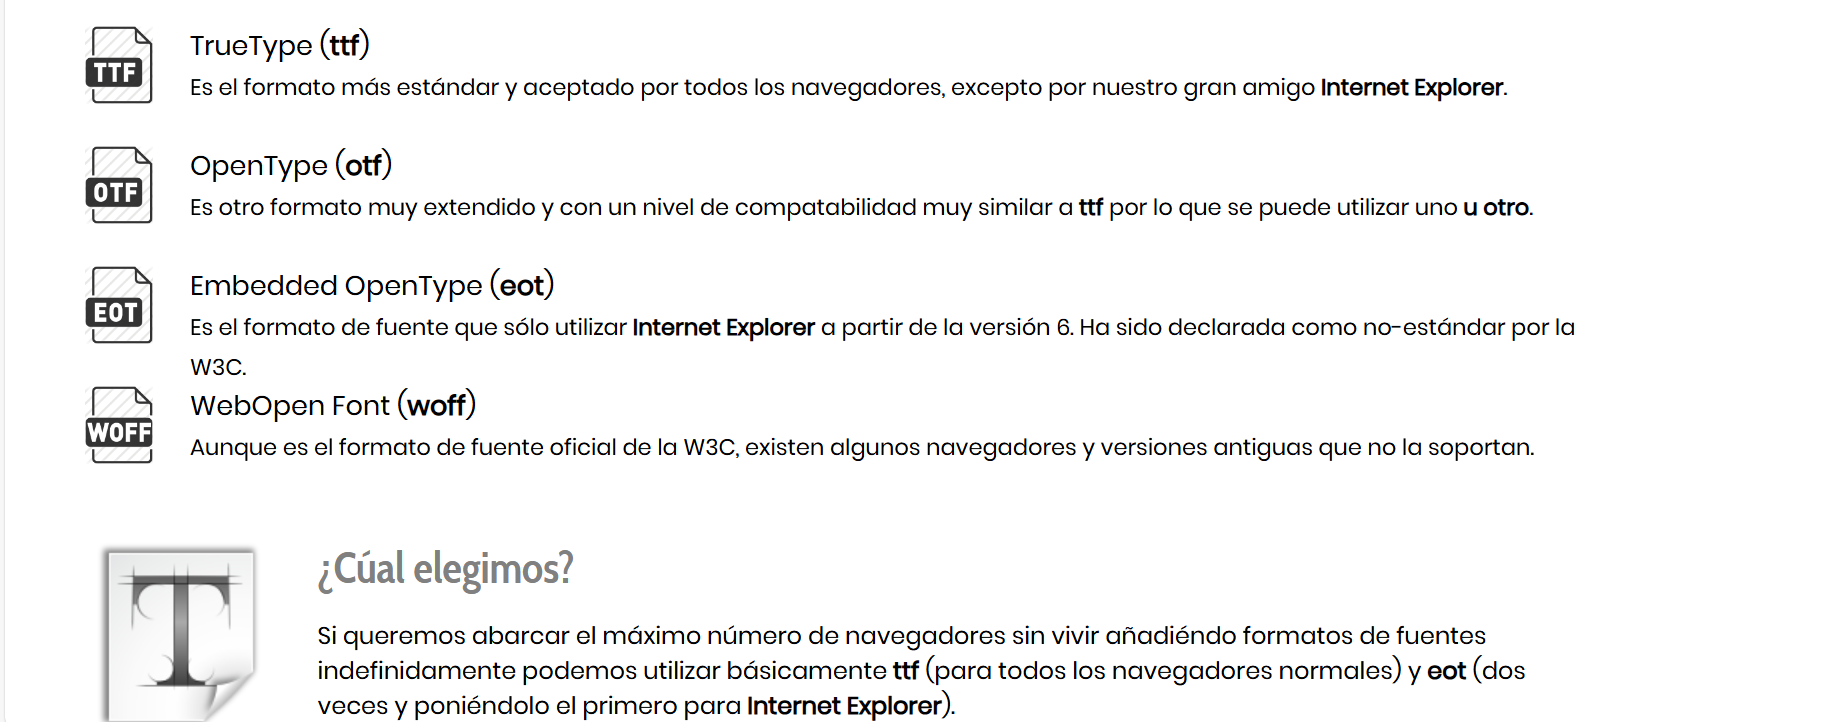 TTF
TrueType (ttf)
Es el formato más estándar y aceptado por todos los navegadores, excepto por nuestro gran amigo Internet Explorer.
OTF
OpenType (otf)
Es otro formato muy extendido y con un nivel de compatabilidad muy similar a ttf por lo que se puede utilizar uno u otro.
EOT
Embedded OpenType (eot)
Es el formato de fuente que sólo utilizar Internet Explorer a partir de la versión 6. Ha sido declarada como no-estándar por la
W3C.
WOFF
WebOpen Font (woff)
Aunque es el formato de fuente oficial de la W3C, existen algunos navegadores y versiones antiguas que no la soportan.
T
¿Cúal elegimos?
Si queremos abarcar el máximo número de navegadores sin vivir añadiéndo formatos de fuentes
indefinidamente podemos utilizar básicamente ttf (para todos los navegadores normales) y eot (dos
veces y poniéndolo el primero para Internet Explorer).